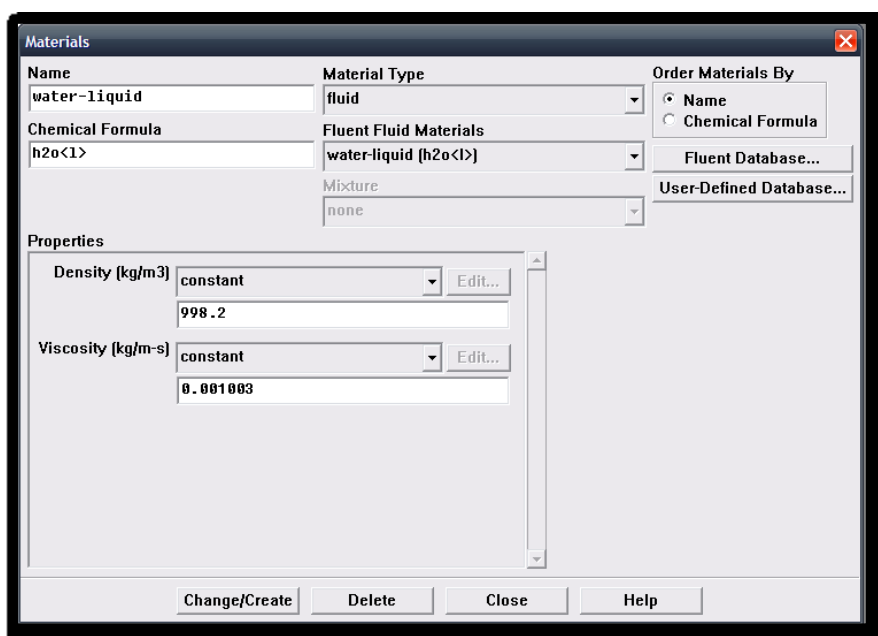 Materials
Name
water-liquid
Chemical Formula
h2o<l>
Material Type
fluid
Fluent Fluid Materials
water-liquid (h2o<l>)
Mixture
none
Order Materials By
Name
Chemical Formula
Fluent Database...
User-Defined Database...
Properties
Density (kg/m3) constant Edit...
998.2
Viscosity (kg/m-s) constant Edit...
0.001003
Change/Create Delete Close Help